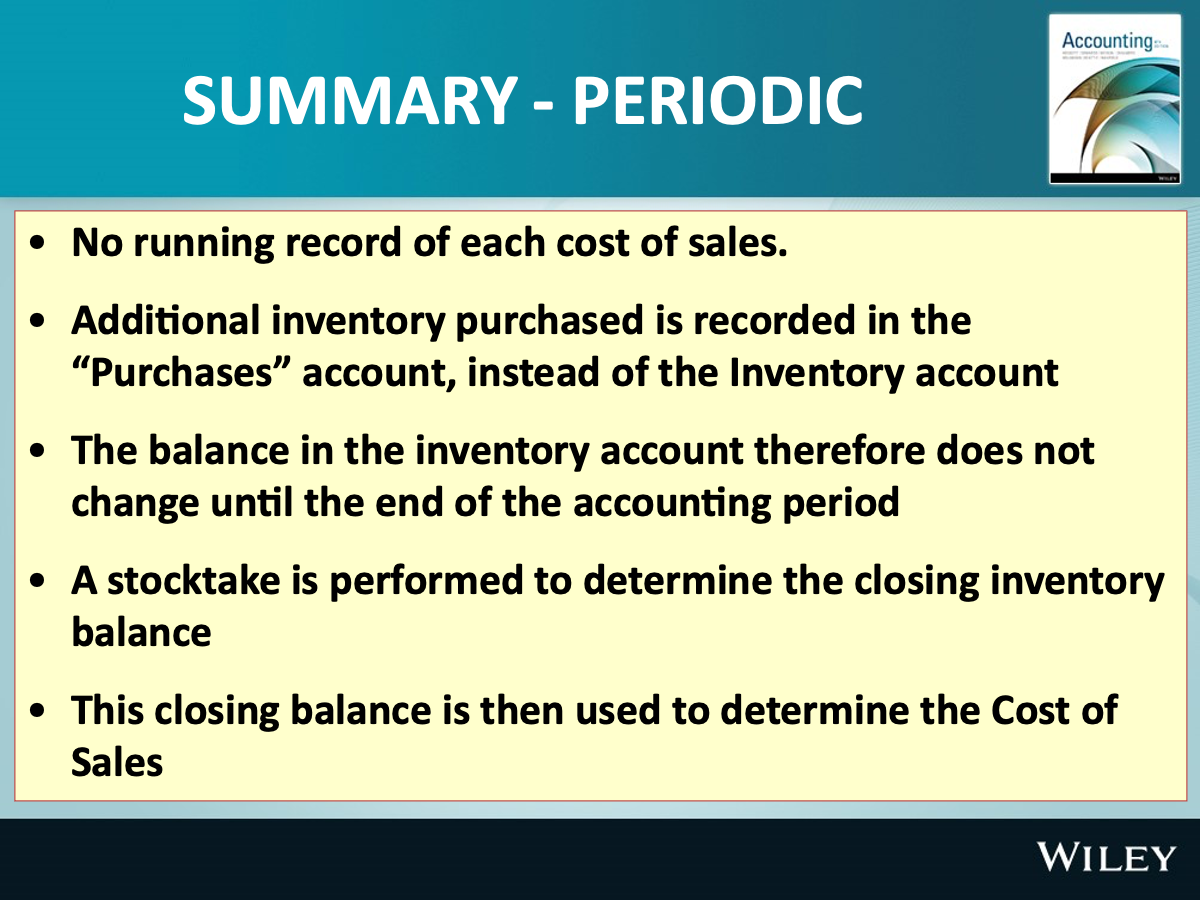 SUMMARY - PERIODIC
Accounting
WILEY
• No running record of each cost of sales.
• Additional inventory purchased is recorded in the
“Purchases” account, instead of the Inventory account
• The balance in the inventory account therefore does not
change until the end of the accounting period
• A stocktake is performed to determine the closing inventory
balance
• This closing balance is then used to determine the Cost of
Sales
WILEY